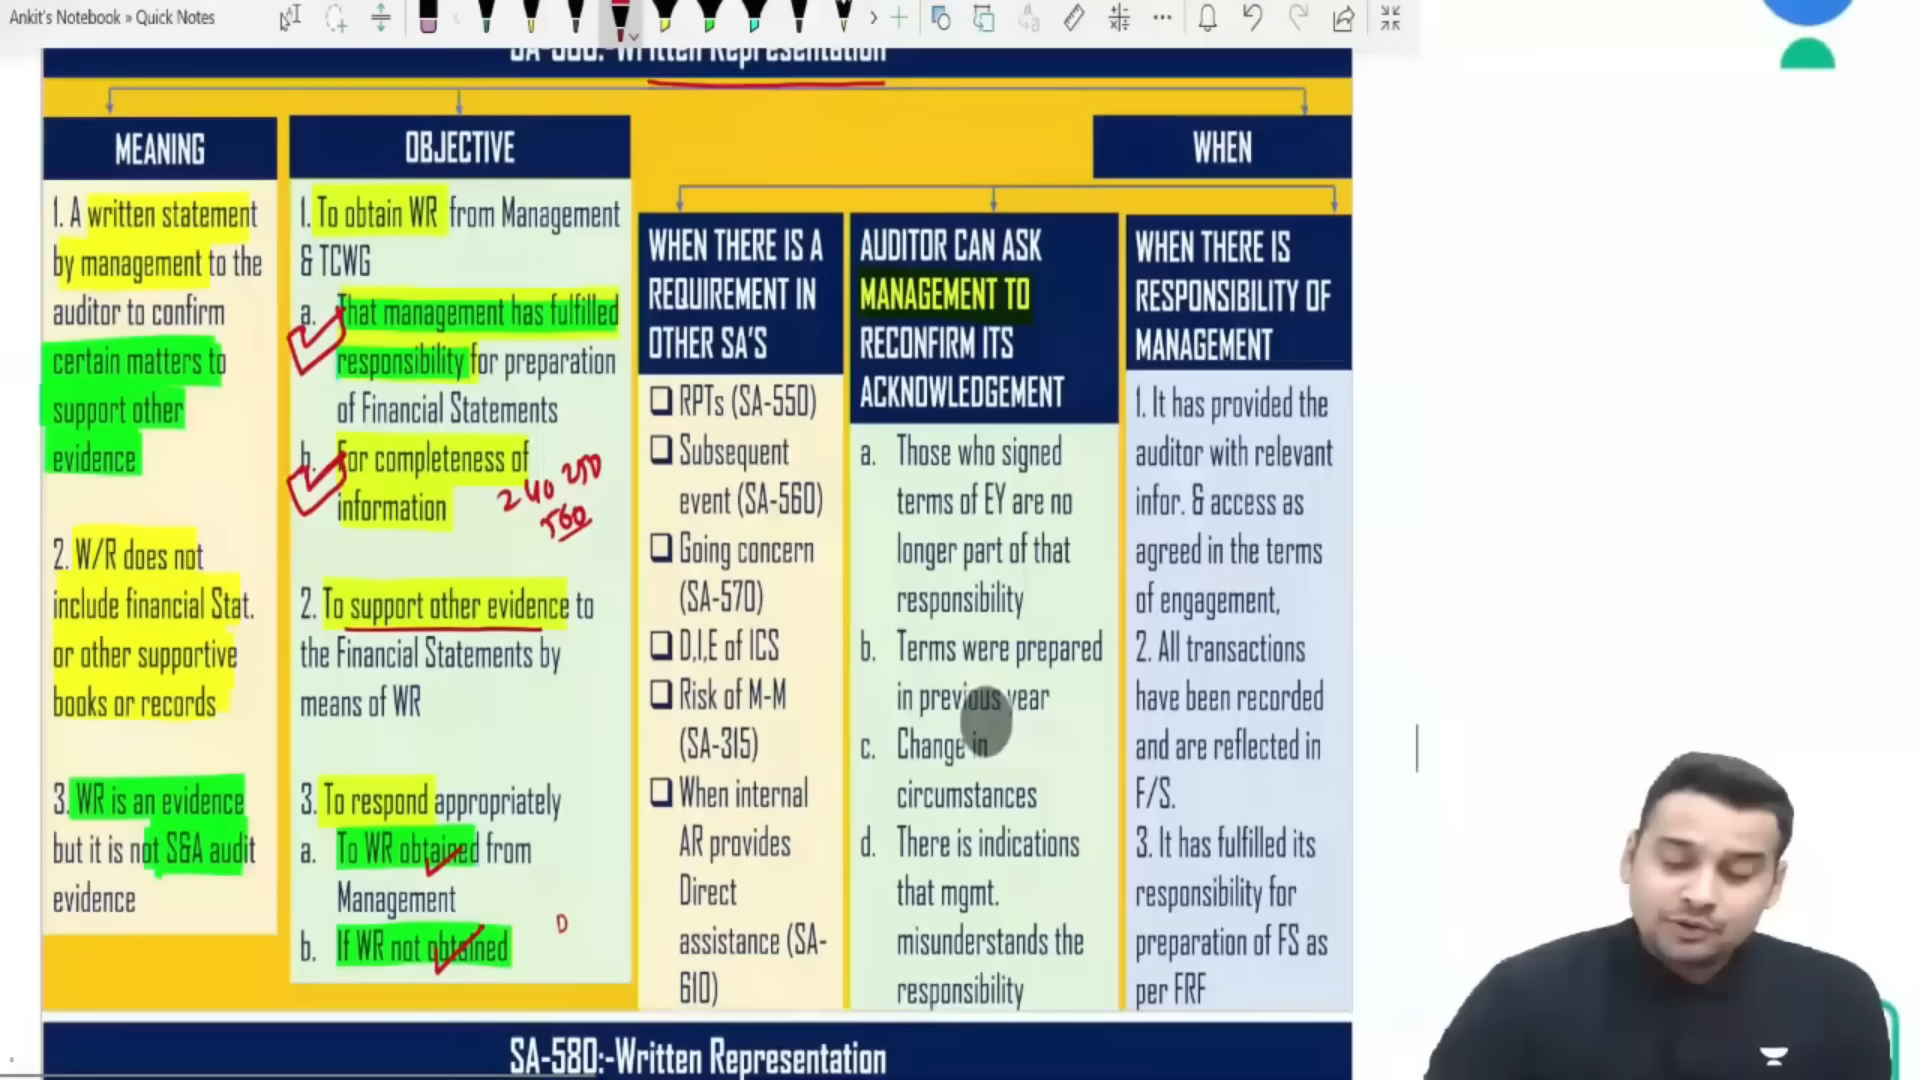 Ankit's Notebook » Quick Notes
SA-580:-Written Representation
MEANING
1. A written statement
by management to the
auditor to confirm
certain matters to
support other
evidence
2. W/R does not
include financial Stat.
or other supportive
books or records
3. WR is an evidence
but it is not S&A audit
evidence
OBJECTIVE
1. To obtain WR from Management
& TCWG
a. That management has fulfilled
responsibility for preparation
of Financial Statements
b. For completeness of
information
240 250
560
2. To support other evidence to
the Financial Statements by
means of WR
3. To respond appropriately
a. To WR obtained from
Management
b. If WR not obtained
D
WHEN
WHEN THERE IS A
REQUIREMENT IN
OTHER SA'S
RPTs (SA-550)
Subsequent
event (SA-560)
Going concern
(SA-570)
D,I,E of ICS
Risk of M-M
(SA-315)
When internal
AR provides
Direct
assistance (SA-
610)
AUDITOR CAN ASK
MANAGEMENT TO
RECONFIRM ITS
ACKNOWLEDGEMENT
a. Those who signed
terms of EY are no
longer part of that
responsibility
b. Terms were prepared
in previous year
c. Change in
circumstances
d. There is indications
that mgmt.
misunderstands the
responsibility
WHEN THERE IS
RESPONSIBILITY OF
MANAGEMENT
1. It has provided the
auditor with relevant
infor. & access as
agreed in the terms
of engagement,
2. All transactions
have been recorded
and are reflected in
F/S.
3. It has fulfilled its
responsibility for
preparation of FS as
per FRF
SA-580:-Written Representation